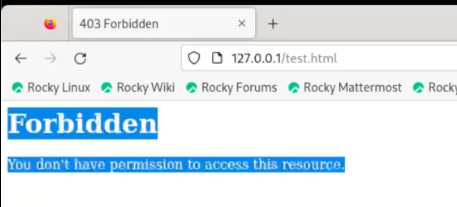 403 Forbidden
127.0.0.1/test.html
Rocky Linux Rocky Wiki Rocky Forums Rocky Mattermost Rocky
Forbidden
You don't have permission to access this resource.